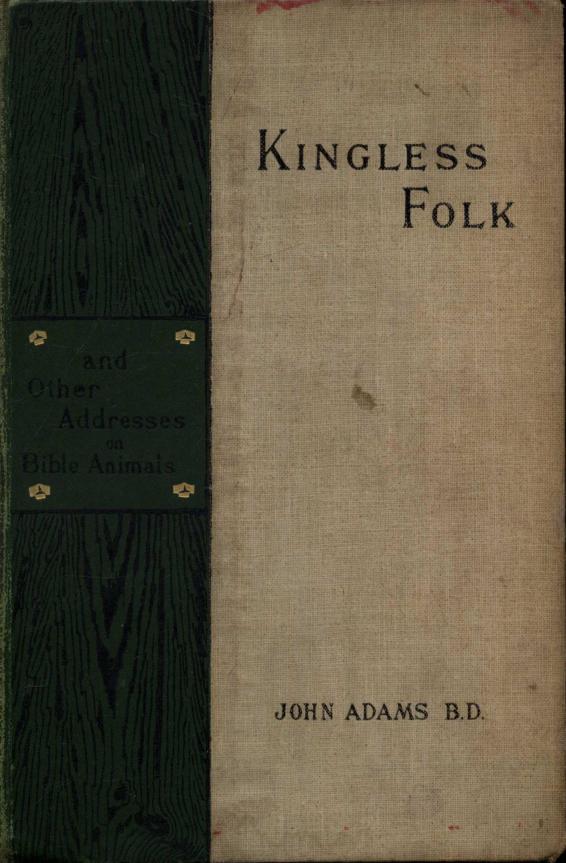 KINGLESS
FOLK
and
Other
Addresses
on
Bible Animals
JOHN ADAMS B.D.